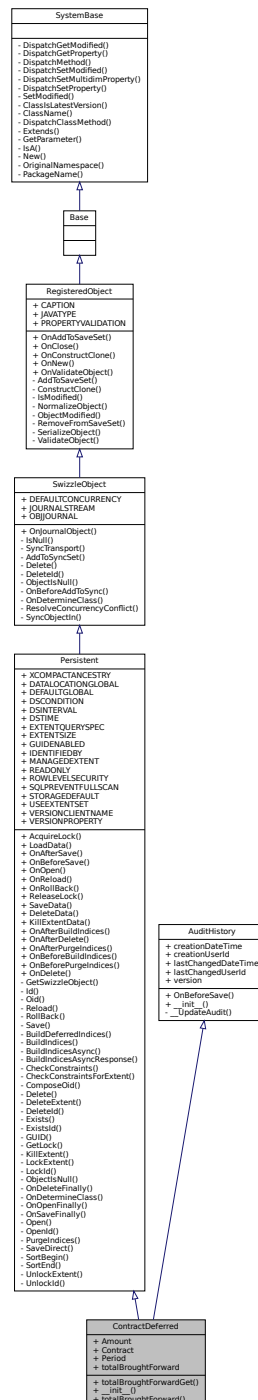 SystemBase
- DispatchGetModified()
- DispatchGetProperty()
- DispatchMethod()
- DispatchSetModified()
- DispatchSetMultidimProperty()
- DispatchSetProperty()
- SetModified()
- ClassIsLatestVersion()
- ClassName()
- DispatchClassMethod()
- Extends()
- GetParameter()
- IsA()
- New()
- OriginalNamespace()
- PackageName()
Base
RegisteredObject
+ CAPTION
+ JAVATYPE
+ PROPERTYVALIDATION
+ OnAddToSaveSet()
+ OnClose()
+ OnConstructClone()
+ OnNew()
+ OnValidateObject()
- AddToSaveSet()
- ConstructClone()
- IsModified()
- NormalizeObject()
- ObjectModified()
- RemoveFromSaveSet()
- SerializeObject()
- ValidateObject()
SwizzleObject
+ DEFAULTCONCURRENCY
+ JOURNALSTREAM
+ OBJJOURNAL
+ OnJournalObject()
- IsNull()
- SyncTransport()
- AddToSyncSet()
- Delete()
- DeleteId()
- ObjectIsNull()
- OnBeforeAddToSync()
- OnDetermineClass()
- ResolveConcurrencyConflict()
- SyncObjectIn()
Persistent
+ XCOMPACTANCESTRY
+ DATALOCATIONGLOBAL
+ DEFAULTGLOBAL
+ DSCONDITION
+ DSINTERVAL
+ DSTIME
+ EXTENTQUERYSPEC
+ EXTENTSIZE
+ GUIDENABLED
+ IDENTIFIEDBY
+ MANAGEDEXTENT
+ READONLY
+ ROWLEVELSECURITY
+ SQLPREVENTFULLSCAN
+ STORAGEDEFAULT
+ USEEXTENTSET
+ VERSIONCLIENTNAME
+ VERSIONPROPERTY
+ AcquireLock()
+ LoadData()
+ OnAfterSave()
+ OnBeforeSave()
+ OnOpen()
+ OnReload()
+ OnRollBack()
+ ReleaseLock()
+ SaveData()
+ DeleteData()
+ KillExtentData()
+ OnAfterBuildIndices()
+ OnAfterDelete()
+ OnAfterPurgeIndices()
+ OnBeforeBuildIndices()
+ OnBeforePurgeIndices()
+ OnDelete()
- GetSwizzleObject()
- Id()
- Oid()
- Reload()
- RollBack()
- Save()
- BuildDeferredIndices()
- BuildIndices()
- BuildIndicesAsync()
- BuildIndicesAsyncResponse()
- CheckConstraints()
- CheckConstraintsForExtent()
- ComposeOid()
- Delete()
- DeleteExtent()
- DeleteId()
- Exists()
- ExistsId()
- GUID()
- GetLock()
- KillExtent()
- LockExtent()
- LockId()
- ObjectIsNull()
- OnDeleteFinally()
- OnDetermineClass()
- OnOpenFinally()
- OnSaveFinally()
- Open()
- OpenId()
- PurgeIndices()
- SaveDirect()
- SortBegin()
- SortEnd()
- UnlockExtent()
- UnlockId()
AuditHistory
+ creationDateTime
+ creationUserId
+ lastChangedDateTime
+ lastChangedUserId
+ version
+ OnBeforeSave()
+ __init__()
- __UpdateAudit()
ContractDeferred
+ Amount
+ Contract
+ Period
+ totalBroughtForward
+ totalBroughtForwardGet()
+ __init__()
+ totalBroughtForward()